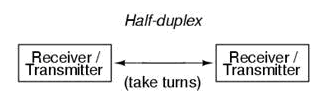 Half-duplex
Receiver /
Transmitter
(take turns)
Receiver /
Transmitter